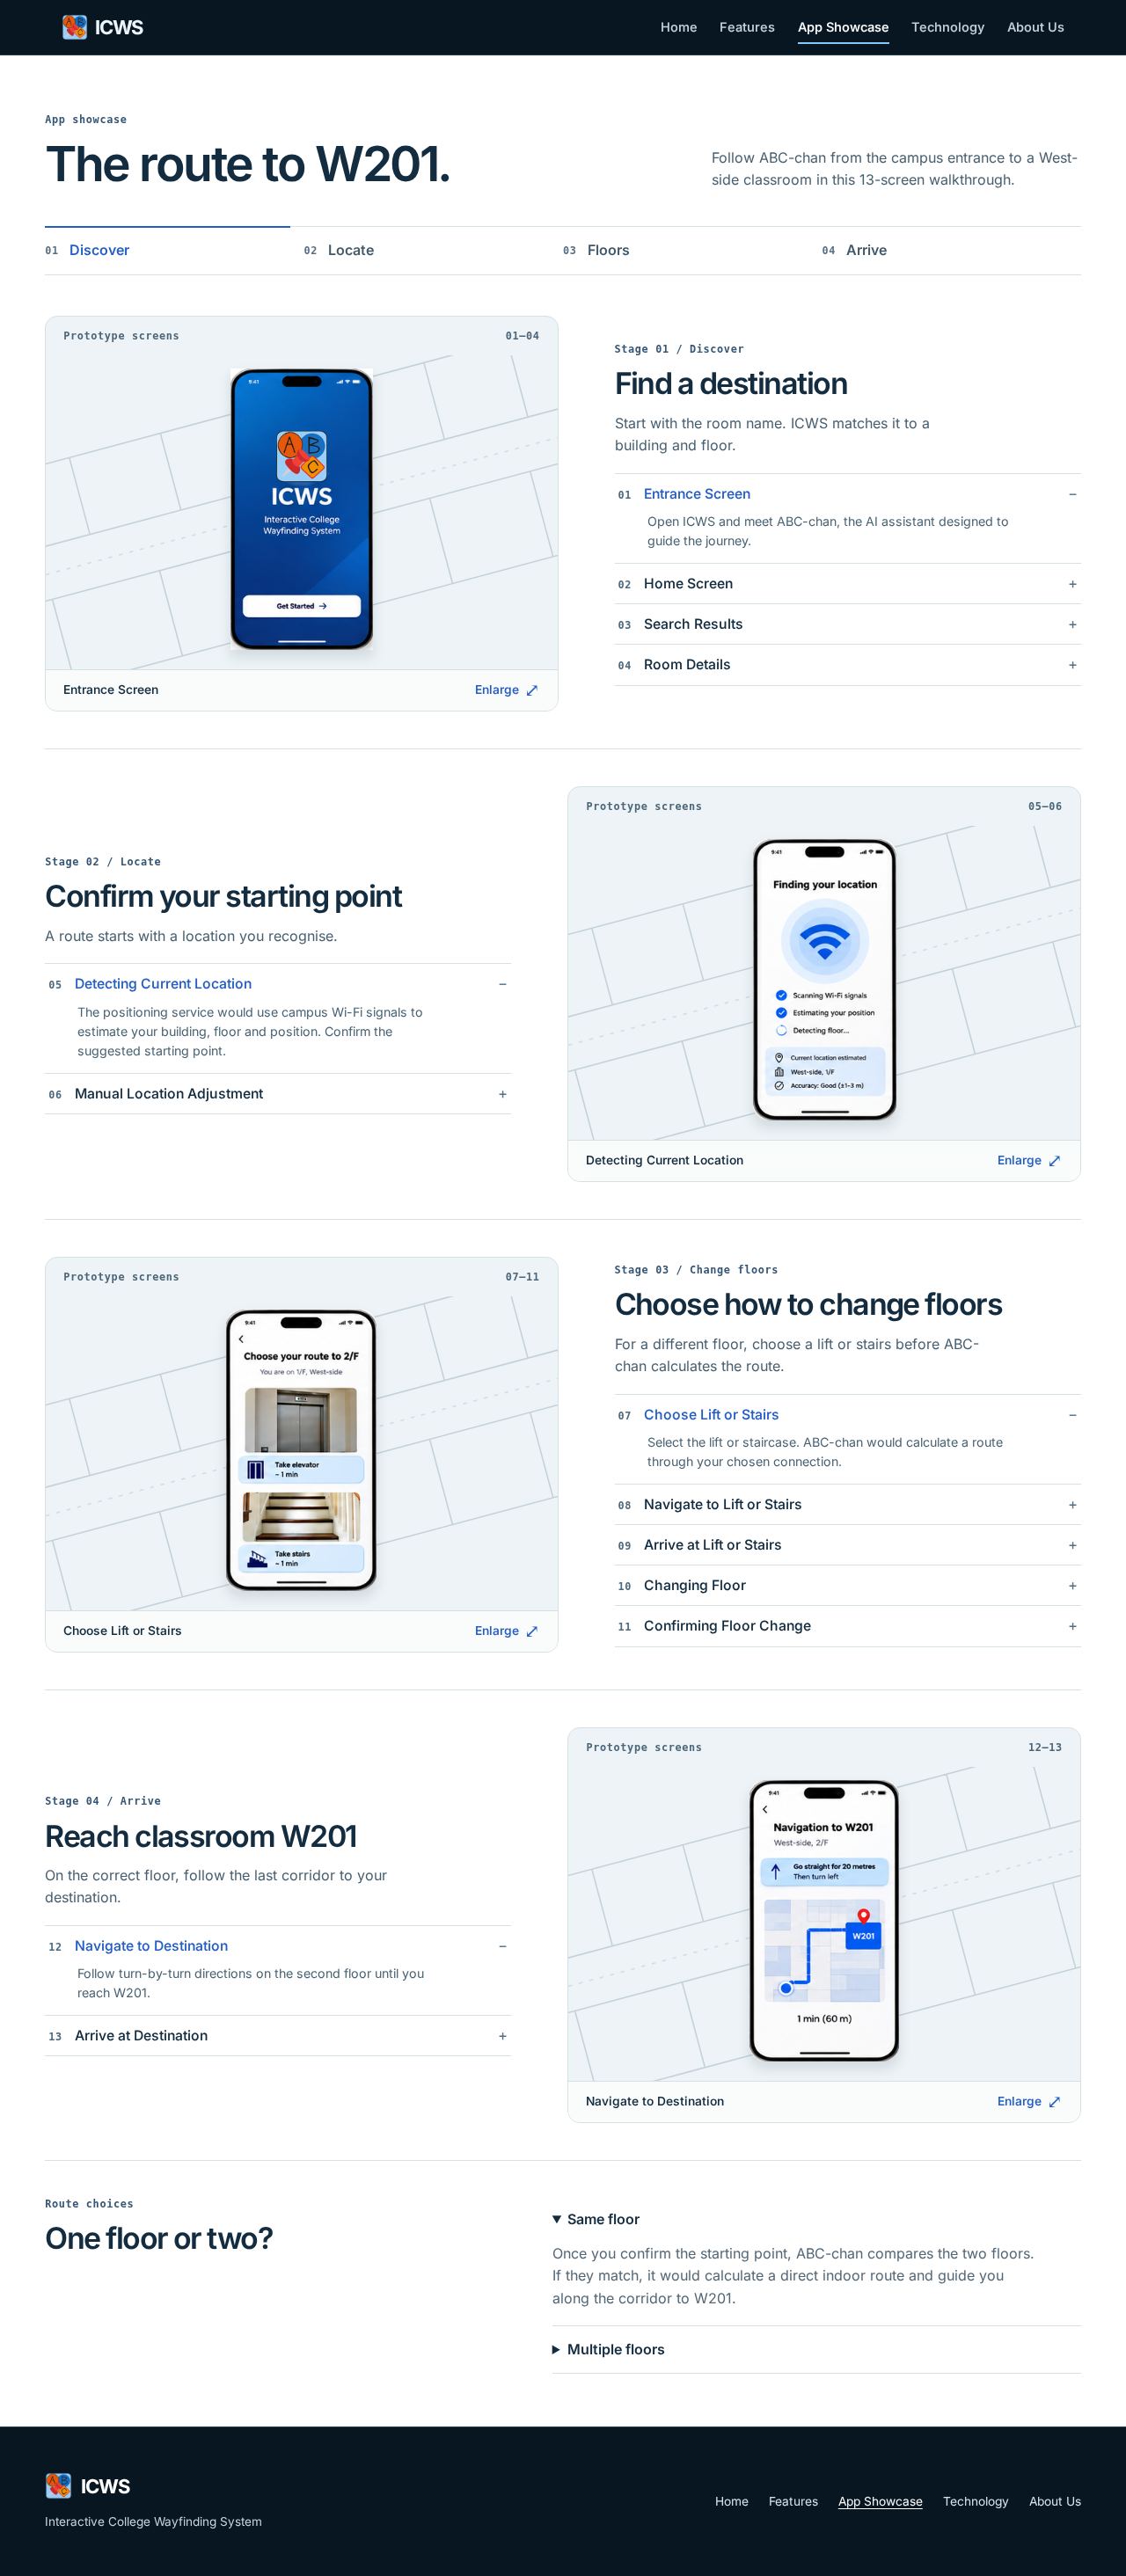 ICWS
Home Features App Showcase Technology About Us
App showcase
The route to W201.
Follow ABC-chan from the campus entrance to a West-
side classroom in this 13-screen walkthrough.
01 Discover
02 Locate
03 Floors
04 Arrive
Prototype screens 01–04
9:41
A B C
ICWS
Interactive College
Wayfinding System
Get Started →
Entrance Screen Enlarge
Stage 01 / Discover
Find a destination
Start with the room name. ICWS matches it to a
building and floor.
01 Entrance Screen −
Open ICWS and meet ABC-chan, the AI assistant designed to
guide the journey.
02 Home Screen +
03 Search Results +
04 Room Details +
Stage 02 / Locate
Confirm your starting point
A route starts with a location you recognise.
05 Detecting Current Location −
The positioning service would use campus Wi-Fi signals to
estimate your building, floor and position. Confirm the
suggested starting point.
06 Manual Location Adjustment +
Prototype screens 05–06
9:41
Finding your location
Scanning Wi-Fi signals
Estimating your position
Detecting floor...
Current location estimated
West-side, 1/F
Accuracy: Good (±1-3 m)
Detecting Current Location Enlarge
Prototype screens 07–11
9:41
Choose your route to 2/F
You are on 1/F, West-side
Take elevator
~ 1 min
Take stairs
~ 1 min
Choose Lift or Stairs Enlarge
Stage 03 / Change floors
Choose how to change floors
For a different floor, choose a lift or stairs before ABC-
chan calculates the route.
07 Choose Lift or Stairs −
Select the lift or staircase. ABC-chan would calculate a route
through your chosen connection.
08 Navigate to Lift or Stairs +
09 Arrive at Lift or Stairs +
10 Changing Floor +
11 Confirming Floor Change +
Stage 04 / Arrive
Reach classroom W201
On the correct floor, follow the last corridor to your
destination.
12 Navigate to Destination −
Follow turn-by-turn directions on the second floor until you
reach W201.
13 Arrive at Destination +
Prototype screens 12–13
9:41
Navigation to W201
West-side, 2/F
Go straight for 20 metres
Then turn left
W201
1 min (60 m)
Navigate to Destination Enlarge
Route choices
One floor or two?
Same floor
Once you confirm the starting point, ABC-chan compares the two floors.
If they match, it would calculate a direct indoor route and guide you
along the corridor to W201.
Multiple floors
ICWS
Interactive College Wayfinding System
Home Features App Showcase Technology About Us